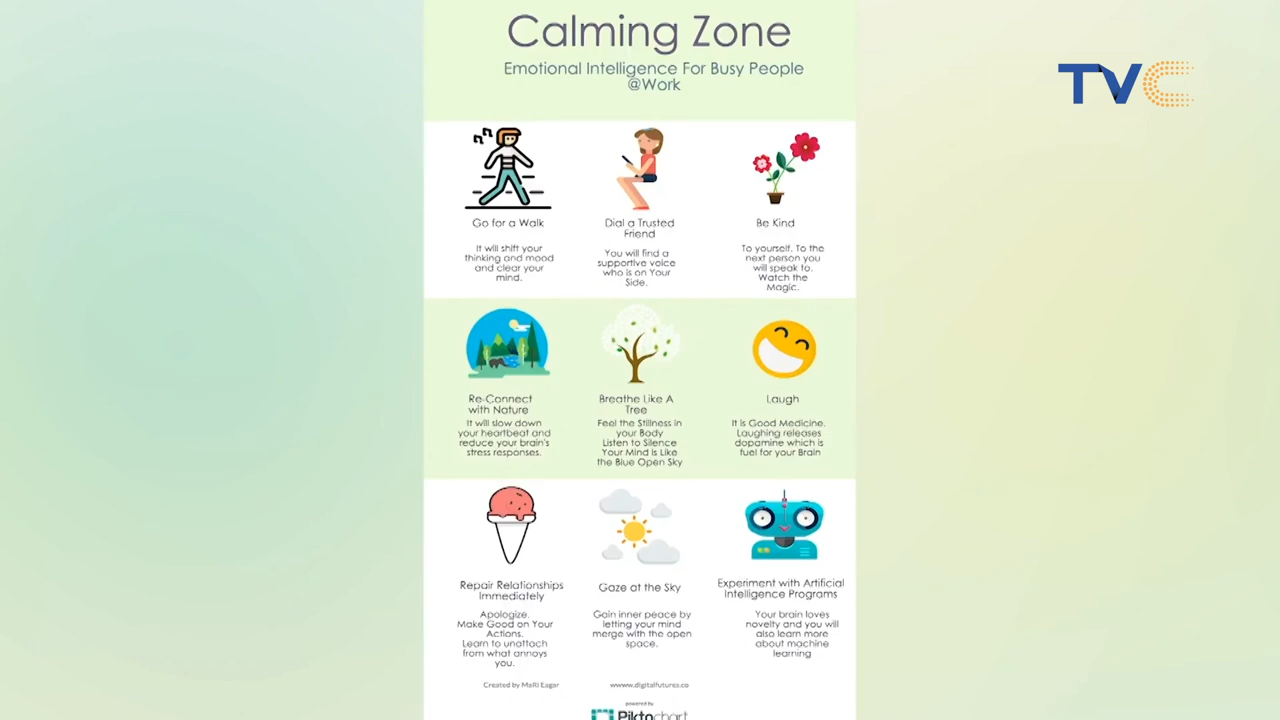 Calming Zone
Emotional Intelligence For Busy People
@Work
TVC
Go for a Walk
It will shift your
thinking and mood
and clear your
mind.
Dial a Trusted
Friend
You will find a
supportive voice
who is on Your
Side.
Be Kind
To yourself. To the
next person you
will speak to.
Watch the
Magic.
Re-Connect
with Nature
It will slow down
your heartbeat and
reduce your brain's
stress responses.
Breathe Like A
Tree
Feel the Stillness in
your Body
Listen to Silence
Your Mind is Like
the Blue Open Sky
Laugh
It is Good Medicine.
Laughing releases
dopamine which is
fuel for your Brain
Repair Relationships
Immediately
Apologize.
Make Good on Your
Actions.
Learn to unattach
from what annoys
you.
Gaze at the Sky
Gain inner peace by
letting your mind
merge with the open
space.
Experiment with Artificial
Intelligence Programs
Your brain loves
novelty and you will
also learn more
about machine
learning
Created by MaRi Eagar
wwww.digitalfutures.co
powered by
Piktochart